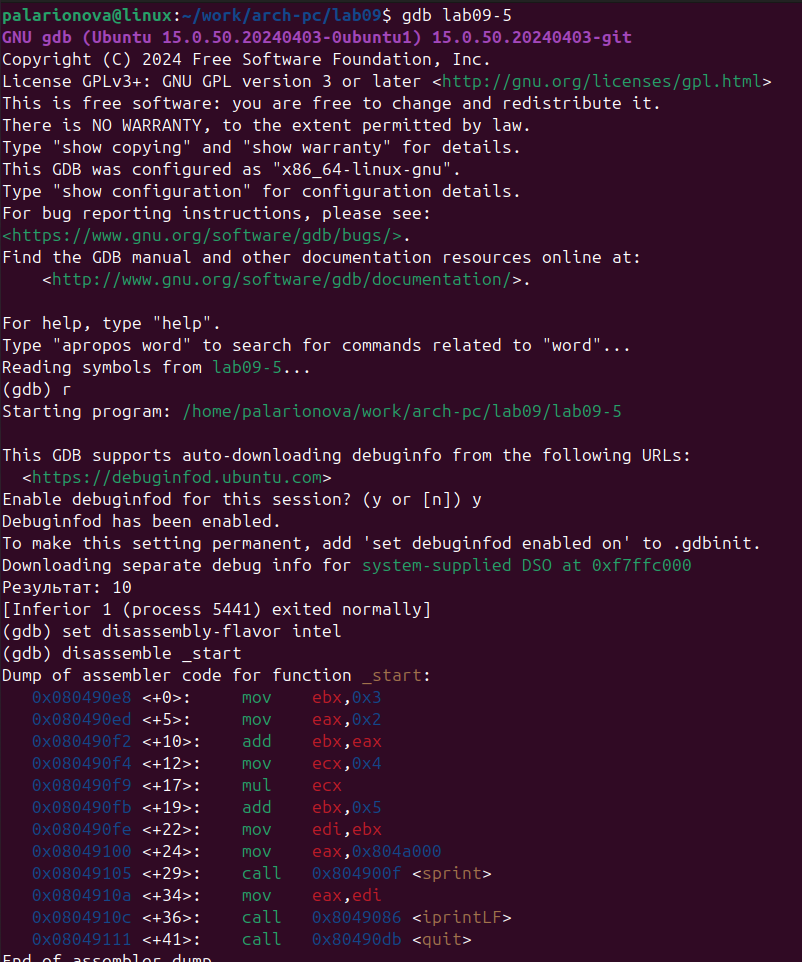 palarionova@linux:~/work/arch-pc/lab09$ gdb lab09-5
GNU gdb (Ubuntu 15.0.50.20240403-0ubuntu1) 15.0.50.20240403-git
Copyright (C) 2024 Free Software Foundation, Inc.
License GPLv3+: GNU GPL version 3 or later <http://gnu.org/licenses/gpl.html>
This is free software: you are free to change and redistribute it.
There is NO WARRANTY, to the extent permitted by law.
Type "show copying" and "show warranty" for details.
This GDB was configured as "x86_64-linux-gnu".
Type "show configuration" for configuration details.
For bug reporting instructions, please see:
<https://www.gnu.org/software/gdb/bugs/>.
Find the GDB manual and other documentation resources online at:
    <http://www.gnu.org/software/gdb/documentation/>.

For help, type "help".
Type "apropos word" to search for commands related to "word"...
Reading symbols from lab09-5...
(gdb) r
Starting program: /home/palarionova/work/arch-pc/lab09/lab09-5

This GDB supports auto-downloading debuginfo from the following URLs:
  <https://debuginfod.ubuntu.com>
Enable debuginfod for this session? (y or [n]) y
Debuginfod has been enabled.
To make this setting permanent, add 'set debuginfod enabled on' to .gdbinit.
Downloading separate debug info for system-supplied DSO at 0xf7ffc000
Результат: 10
[Inferior 1 (process 5441) exited normally]
(gdb) set disassembly-flavor intel
(gdb) disassemble _start
Dump of assembler code for function _start:
   0x080490e8 <+0>:     mov    ebx,0x3
   0x080490ed <+5>:     mov    eax,0x2
   0x080490f2 <+10>:    add    ebx,eax
   0x080490f4 <+12>:    mov    ecx,0x4
   0x080490f9 <+17>:    mul    ecx
   0x080490fb <+19>:    add    ebx,0x5
   0x080490fe <+22>:    mov    edi,ebx
   0x08049100 <+24>:    mov    eax,0x804a000
   0x08049105 <+29>:    call   0x804900f <sprint>
   0x0804910a <+34>:    mov    eax,edi
   0x0804910c <+36>:    call   0x8049086 <iprintLF>
   0x08049111 <+41>:    call   0x80490db <quit>
End of assembler dump.